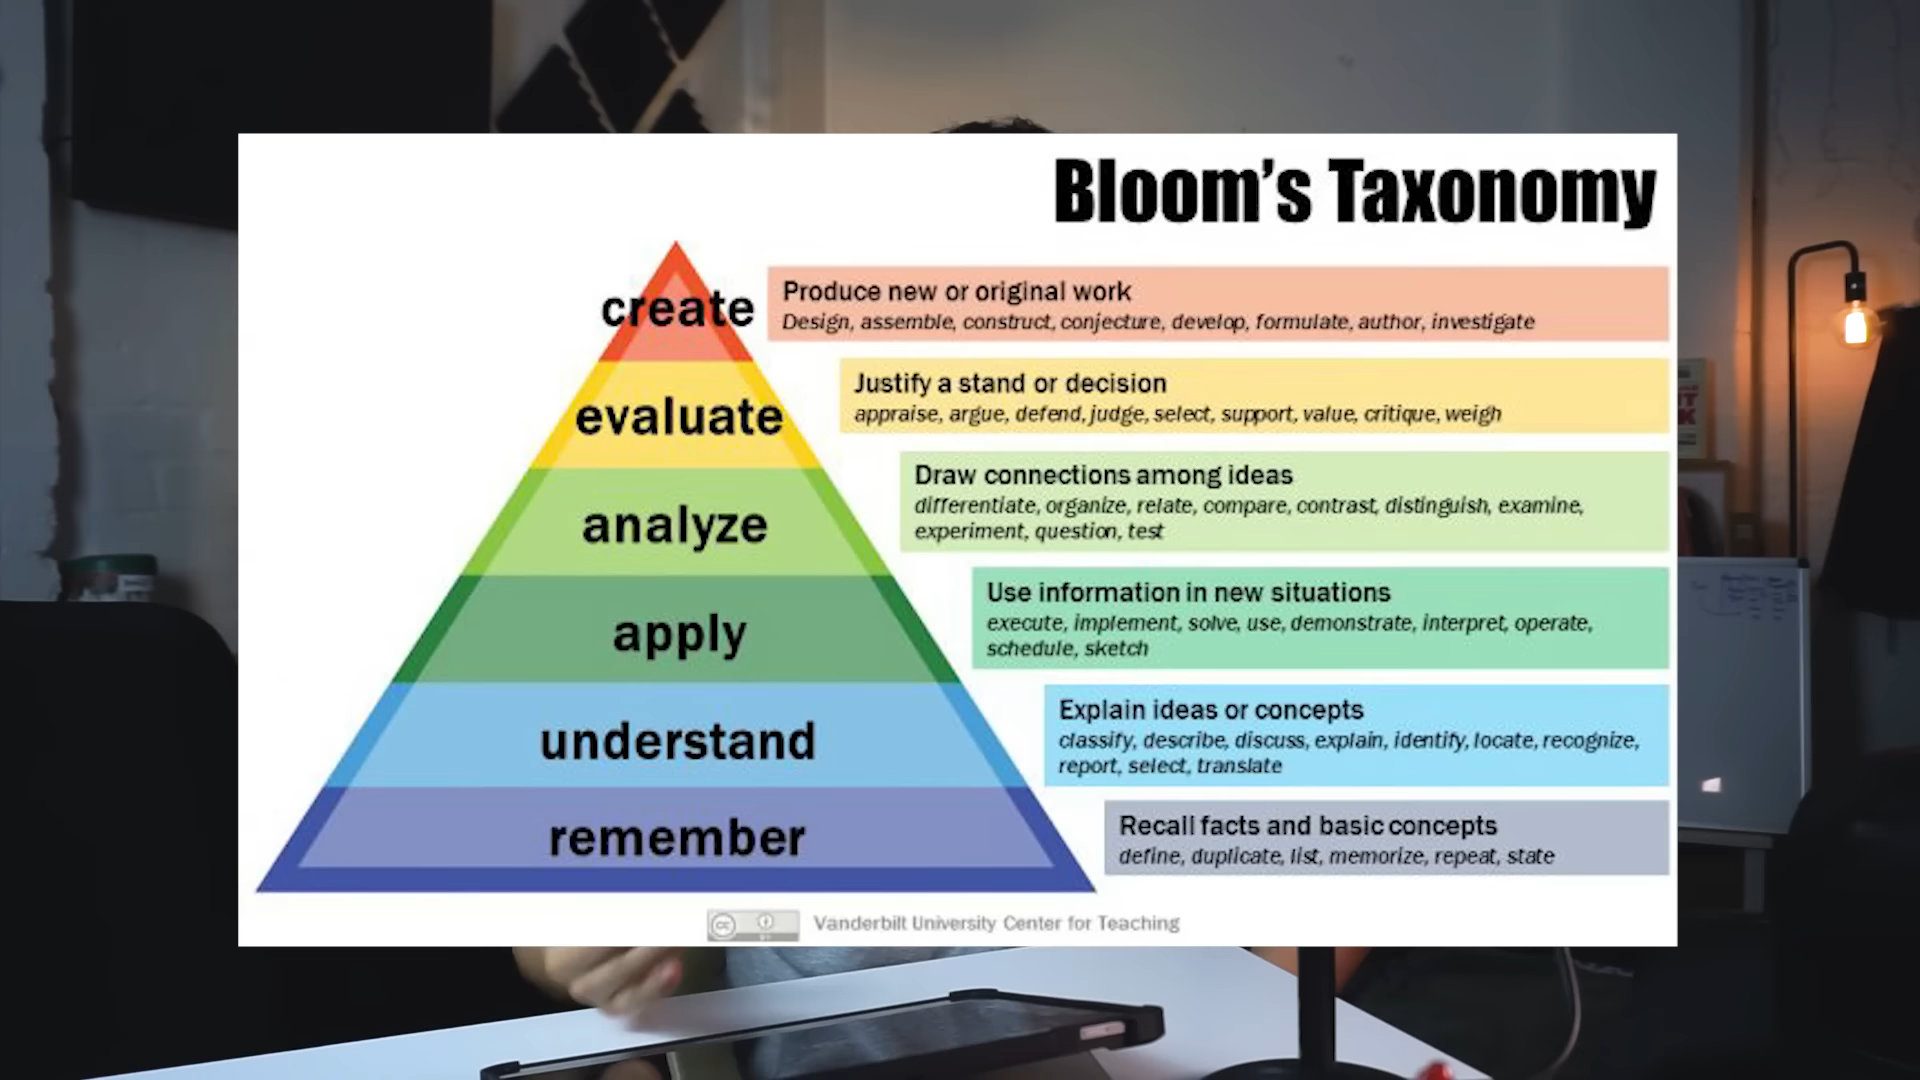 Bloom's Taxonomy
create
Produce new or original work
Design, assemble, construct, conjecture, develop, formulate, author, investigate
evaluate
Justify a stand or decision
appraise, argue, defend, judge, select, support, value, critique, weigh
analyze
Draw connections among ideas
differentiate, organize, relate, compare, contrast, distinguish, examine,
experiment, question, test
apply
Use information in new situations
execute, implement, solve, use, demonstrate, interpret, operate,
schedule, sketch
understand
Explain ideas or concepts
classify, describe, discuss, explain, identify, locate, recognize,
report, select, translate
remember
Recall facts and basic concepts
define, duplicate, list, memorize, repeat, state
cc
Vanderbilt University Center for Teaching